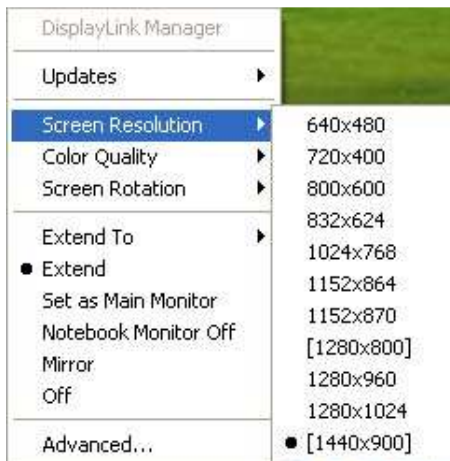 DisplayLink Manager
Updates
Screen Resolution
Color Quality
Screen Rotation
Extend To
Extend
Set as Main Monitor
Notebook Monitor Off
Mirror
Off
Advanced...
640x480
720x400
800x600
832x624
1024x768
1152x864
1152x870
[1280x800]
1280x960
1280x1024
[1440x900]